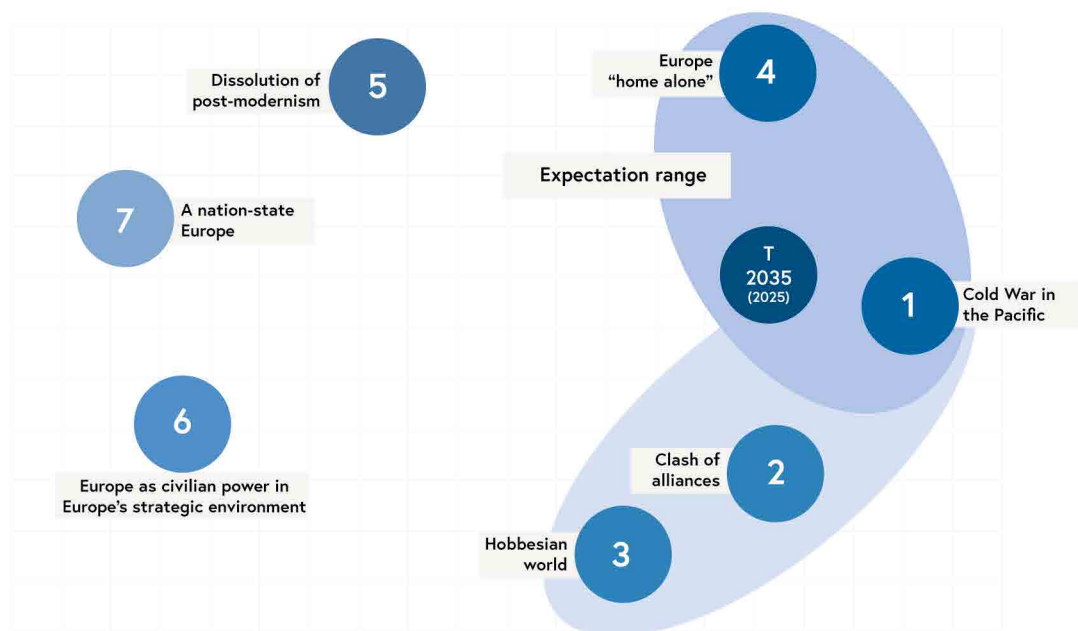 Dissolution of
post-modernism
5
Europe
“home alone”
4
Expectation range
7
A nation-state
Europe
T
2035
(2025)
1
Cold War in
the Pacific
6
Europe as civilian power in
Europe’s strategic environment
Clash of
alliances
2
Hobbesian
world
3